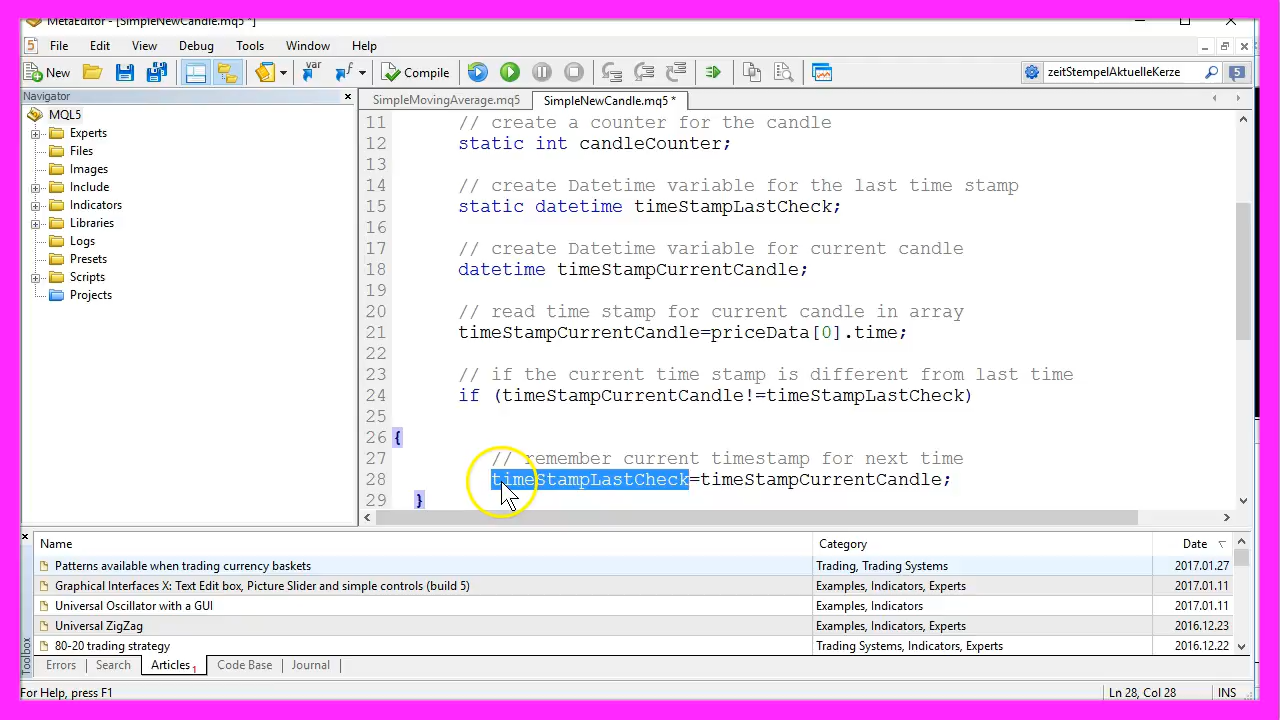 MetaEditor - [SimpleNewCandle.mq5 *]
File Edit View Debug Tools Window Help
New var Compile zeitStempelAktuelleKerze 5
Navigator
SimpleMovingAverage.mq5 SimpleNewCandle.mq5 *
MQL5
Experts
Files
Images
Include
Indicators
Libraries
Logs
Presets
Scripts
Projects
11 // create a counter for the candle
12 static int candleCounter;
13
14 // create Datetime variable for the last time stamp
15 static datetime timeStampLastCheck;
16
17 // create Datetime variable for current candle
18 datetime timeStampCurrentCandle;
19
20 // read time stamp for current candle in array
21 timeStampCurrentCandle=priceData[0].time;
22
23 // if the current time stamp is different from last time
24 if (timeStampCurrentCandle!=timeStampLastCheck)
25
26 {
27 // remember current timestamp for next time
28 timeStampLastCheck=timeStampCurrentCandle;
29 }
Name Category Date
Patterns available when trading currency baskets Trading, Trading Systems 2017.01.27
Graphical Interfaces X: Text Edit box, Picture Slider and simple controls (build 5) Examples, Indicators, Experts 2017.01.11
Universal Oscillator with a GUI Examples, Indicators 2017.01.11
Universal ZigZag Examples, Indicators, Experts 2016.12.23
80-20 trading strategy Trading Systems, Indicators, Experts 2016.12.22
Toolbox
Errors Search Articles 1 Code Base Journal
For Help, press F1 Ln 28, Col 28 INS